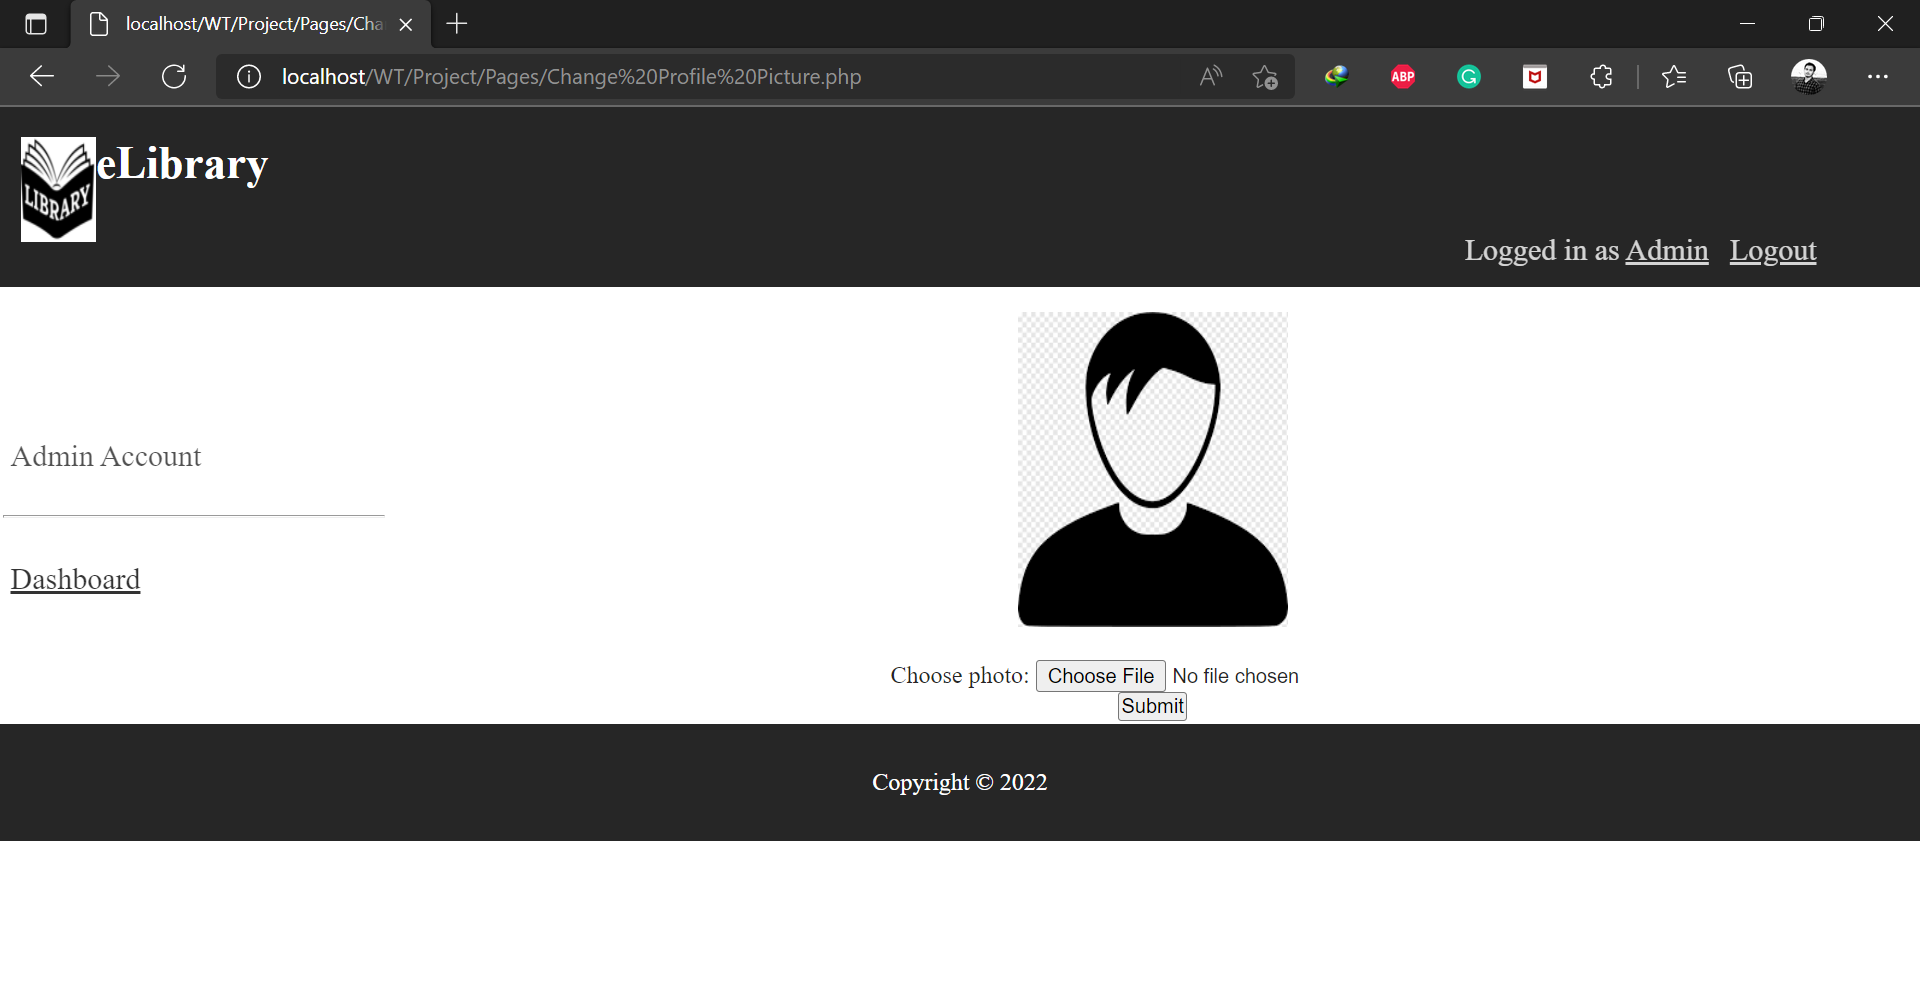 localhost/WT/Project/Pages/Cha
localhost/WT/Project/Pages/Change%20Profile%20Picture.php
ABP
LIBRARY
eLibrary
Logged in as Admin Logout
Admin Account
Dashboard
Choose photo: Choose File No file chosen
Submit
Copyright © 2022